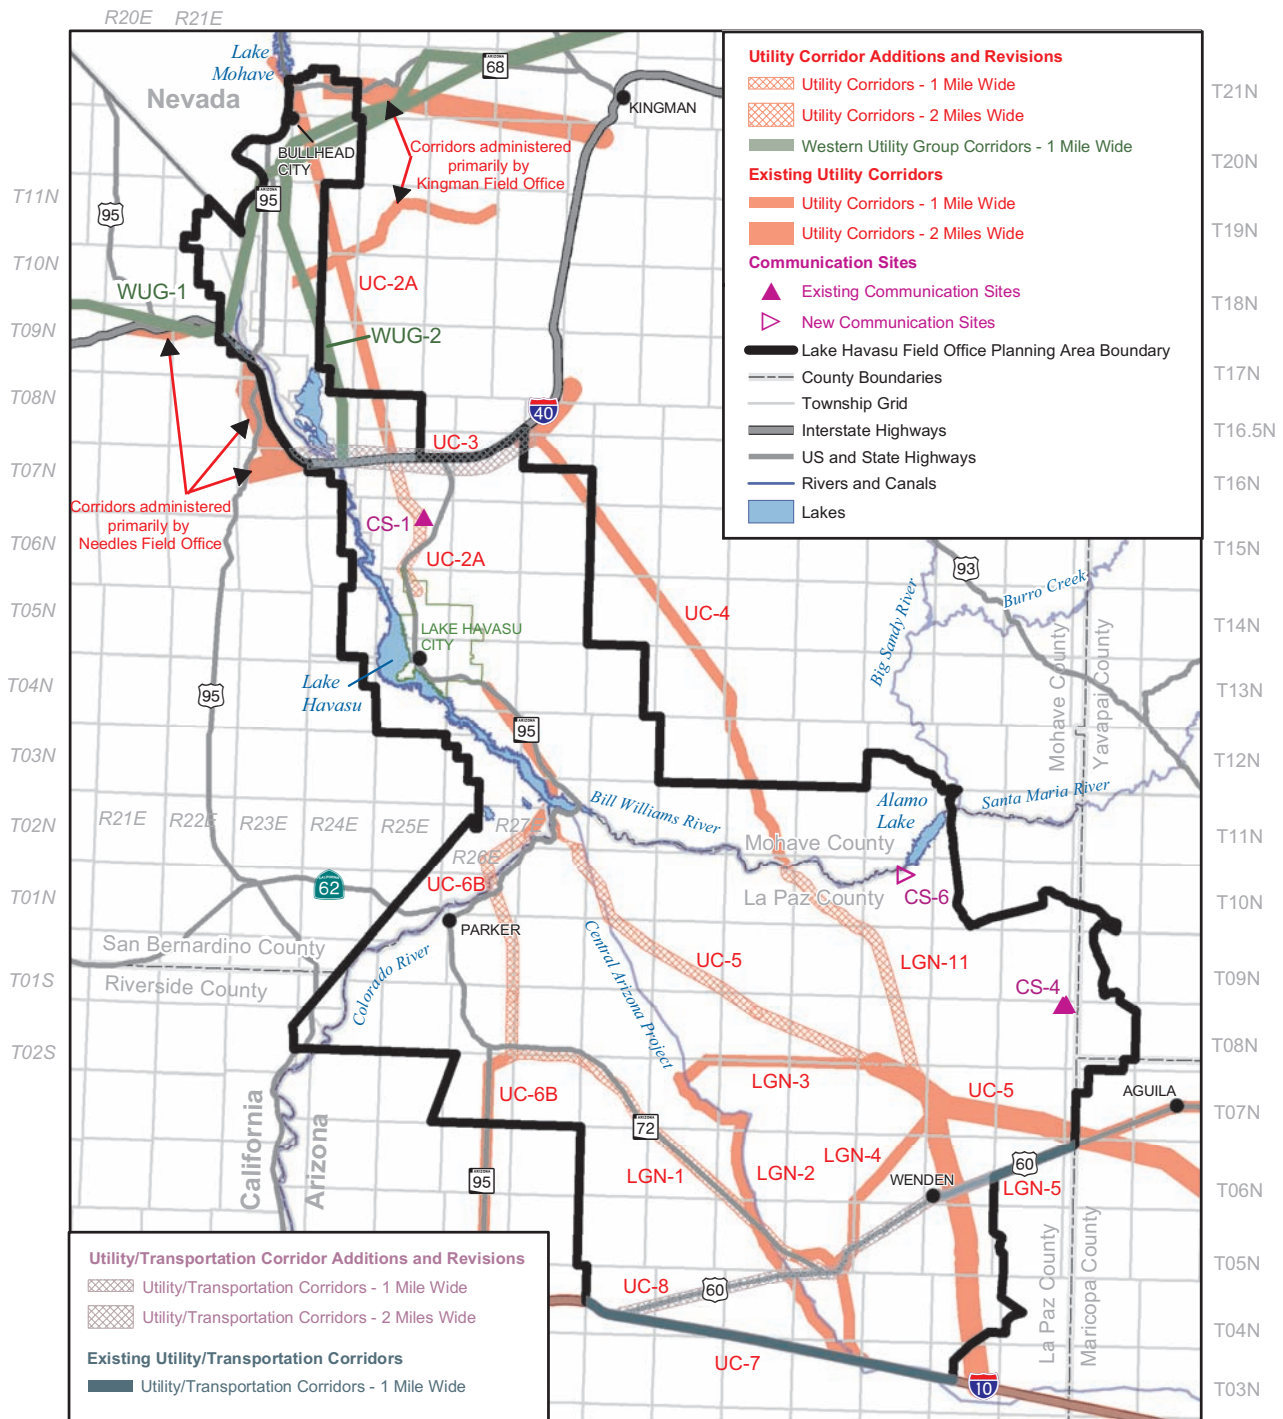 R20E R21E
Lake
Mohave
Nevada
68
KINGMAN
BULLHEAD
CITY
Corridors administered
primarily by
Kingman Field Office
95
95
T11N
T10N
T09N
T08N
T07N
T06N
T05N
T04N
T03N
T02N
T01N
T01S
T02S
WUG-1
UC-2A
WUG-2
40
UC-3
CS-1
UC-2A
Corridors administered
primarily by
Needles Field Office
UC-4
LAKE HAVASU
CITY
Lake
Havasu
95
95
Utility Corridor Additions and Revisions
Utility Corridors - 1 Mile Wide
Utility Corridors - 2 Miles Wide
Western Utility Group Corridors - 1 Mile Wide
Existing Utility Corridors
Utility Corridors - 1 Mile Wide
Utility Corridors - 2 Miles Wide
Communication Sites
Existing Communication Sites
New Communication Sites
Lake Havasu Field Office Planning Area Boundary
County Boundaries
Township Grid
Interstate Highways
US and State Highways
Rivers and Canals
Lakes
T21N
T20N
T19N
T18N
T17N
T16.5N
T16N
T15N
T14N
T13N
T12N
T11N
T10N
T09N
T08N
T07N
T06N
T05N
T04N
T03N
93
Big Sandy River
Burro Creek
Mohave County
Yavapai County
Bill Williams River
Alamo
Lake
Santa Maria River
Mohave County
La Paz County
CS-6
R21E R22E R23E R24E R25E R27E
R26E
CALIFORNIA
62
UC-6B
PARKER
San Bernardino County
Riverside County
Colorado River
Central Arizona Project
UC-5
LGN-11
CS-4
LGN-3
UC-5
AGUILA
UC-6B
72
LGN-1
LGN-2
LGN-4
WENDEN
60
LGN-5
California
Arizona
95
UC-8
60
UC-7
10
La Paz County
Maricopa County
Utility/Transportation Corridor Additions and Revisions
Utility/Transportation Corridors - 1 Mile Wide
Utility/Transportation Corridors - 2 Miles Wide
Existing Utility/Transportation Corridors
Utility/Transportation Corridors - 1 Mile Wide